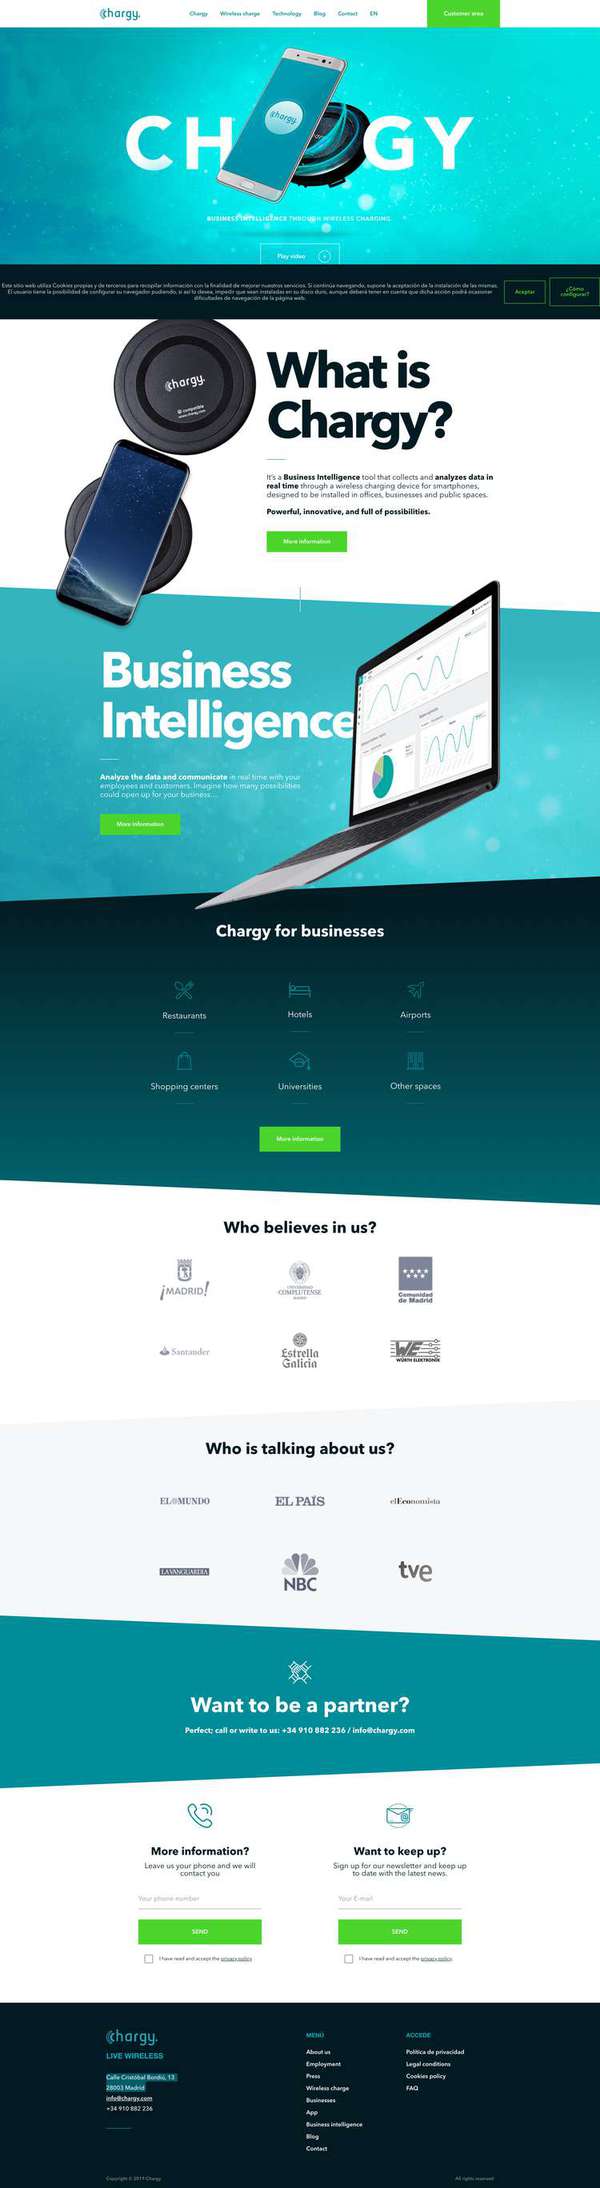 chargy.
Chargy Wireless charge Technology Blog Contact EN
Customer area
chargy.
CH GY
BUSINESS INTELLIGENCE THROUGH WIRELESS CHARGING
Play video
Este sitio web utiliza Cookies propias y de terceros para recopilar información con la finalidad de mejorar nuestros servicios. Si continúa navegando, supone la aceptación de la instalación de las mismas.
El usuario tiene la posibilidad de configurar su navegador pudiendo, si así lo desea, impedir que sean instaladas en su disco duro, aunque deberá tener en cuenta que dicha acción podrá ocasionar
dificultades de navegación de la página web.
Aceptar
¿Cómo
configurar?
chargy.
compatible
www.chargy.com
What is
Chargy?
It's a Business Intelligence tool that collects and analyzes data in
real time through a wireless charging device for smartphones,
designed to be installed in offices, businesses and public spaces.
Powerful, innovative, and full of possibilities.
More information
Business
Intelligence
Analyze the data and communicate in real time with your
employees and customers. Imagine how many possibilities
could open up for your business...
More information
Chargy for businesses
Restaurants
Hotels
Airports
Shopping centers
Universities
Other spaces
More information
Who believes in us?
¡MADRID!
UNIVERSIDAD
COMPLUTENSE
MADRID
Comunidad
de Madrid
Santander
Estrella
Galicia
WE
WÜRTH ELEKTRONIK
Who is talking about us?
EL MUNDO
EL PAÍS
elEconomista
LA VANGUARDIA
NBC
tve
Want to be a partner?
Perfect; call or write to us: +34 910 882 236 / info@chargy.com
More information?
Leave us your phone and we will
contact you
Your phone number
SEND
I have read and accept the privacy policy
Want to keep up?
Sign up for our newsletter and keep up
to date with the latest news.
Your E-mail
SEND
I have read and accept the privacy policy
chargy.
LIVE WIRELESS
Calle Cristóbal Bordiú, 13
28003 Madrid
info@chargy.com
+34 910 882 236
MENÚ
About us
Employment
Press
Wireless charge
Businesses
App
Business intelligence
Blog
Contact
ACCEDE
Política de privacidad
Legal conditions
Cookies policy
FAQ
Copyright © 2019 Chargy
All rights reserved